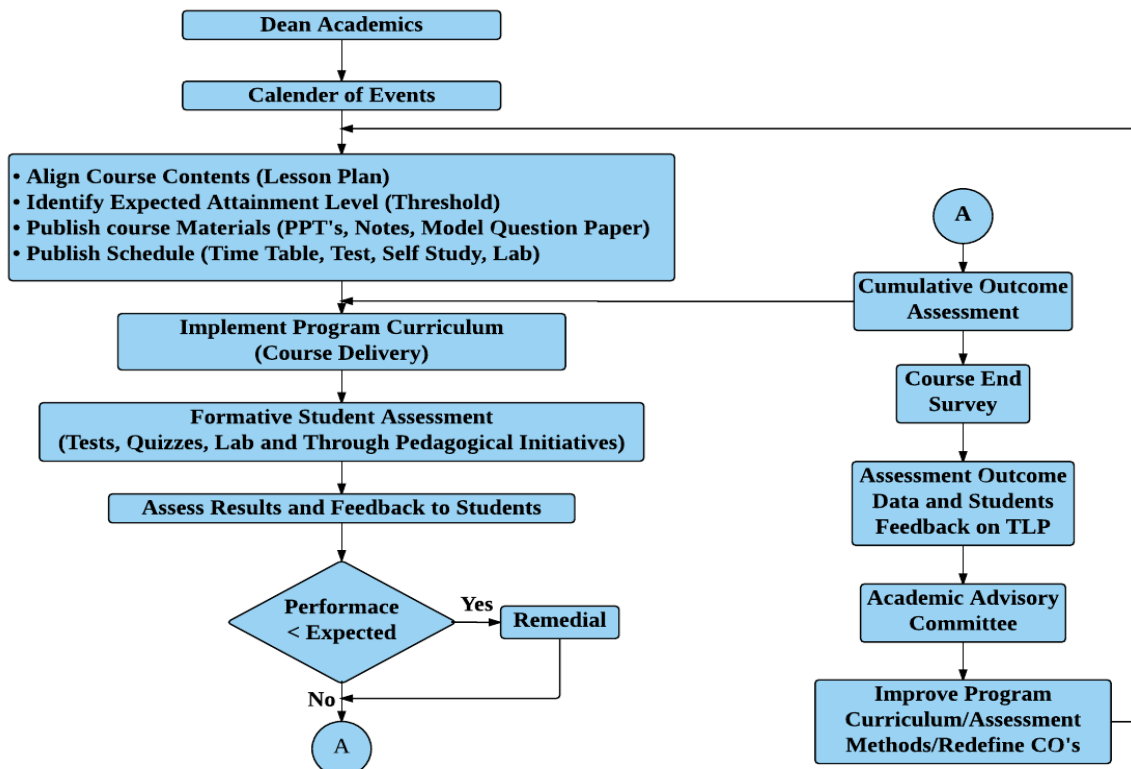 Dean Academics
Calender of Events
• Align Course Contents (Lesson Plan)
• Identify Expected Attainment Level (Threshold)
• Publish course Materials (PPT's, Notes, Model Question Paper)
• Publish Schedule (Time Table, Test, Self Study, Lab)
Implement Program Curriculum
(Course Delivery)
Formative Student Assessment
(Tests, Quizzes, Lab and Through Pedagogical Initiatives)
Assess Results and Feedback to Students
Performace
< Expected
Yes
Remedial
No
A
A
Cumulative Outcome
Assessment
Course End
Survey
Assessment Outcome
Data and Students
Feedback on TLP
Academic Advisory
Committee
Improve Program
Curriculum/Assessment
Methods/Redefine CO's